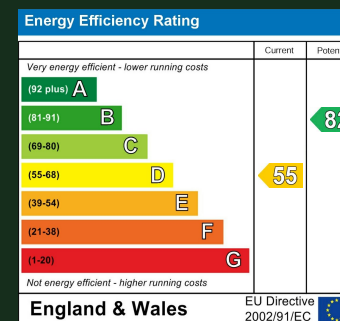 Energy Efficiency Rating
Current
Very energy efficient - lower running costs
(92 plus) A
(81-91) B
82
(69-80) C
(55-68) D
55
(39-54) E
(21-38) F
(1-20) G
Not energy efficient - higher running costs
England & Wales
EU Directive
2002/91/EC